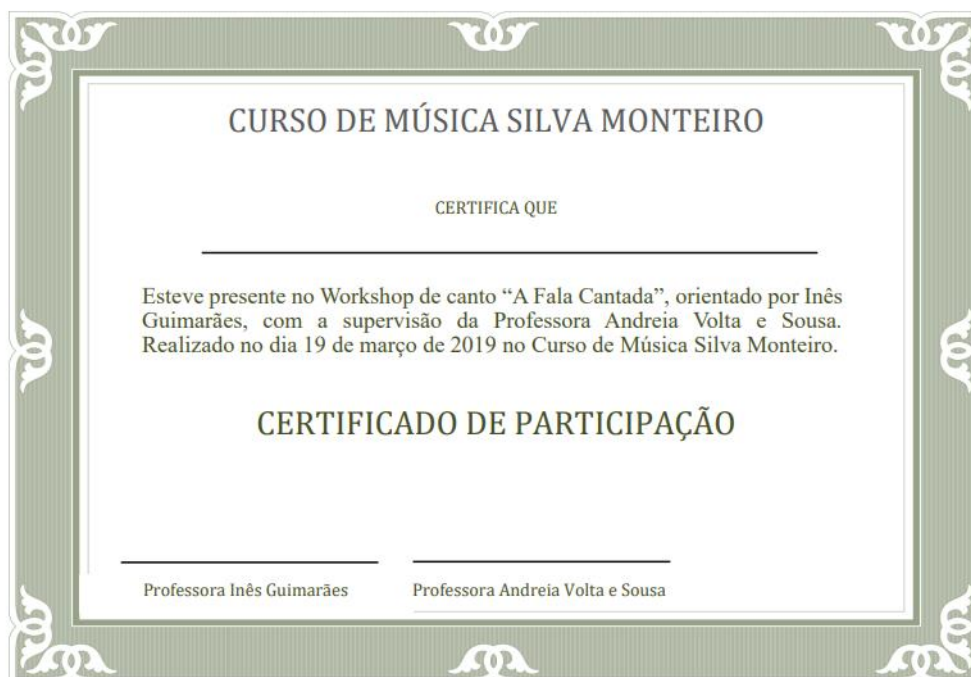 CURSO DE MÚSICA SILVA MONTEIRO
CERTIFICA QUE
Esteve presente no Workshop de canto “A Fala Cantada”, orientado por Inês
Guimarães, com a supervisão da Professora Andreia Volta e Sousa.
Realizado no dia 19 de março de 2019 no Curso de Música Silva Monteiro.
CERTIFICADO DE PARTICIPAÇÃO
Professora Inês Guimarães
Professora Andreia Volta e Sousa